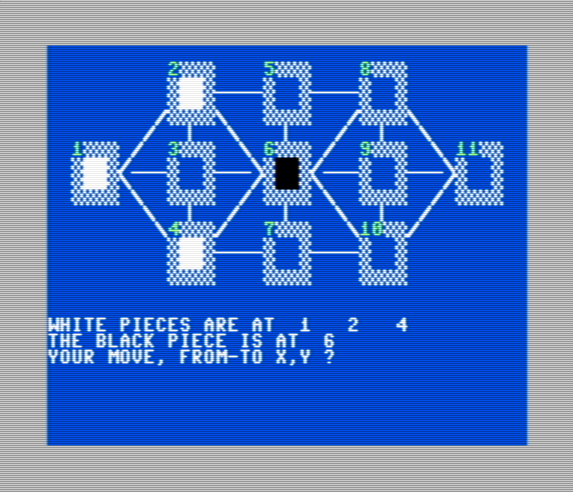 2 5 8
1 3 6 9 11
4 7 10
WHITE PIECES ARE AT 1 2 4
THE BLACK PIECE IS AT 6
YOUR MOVE, FROM-TO X,Y ?